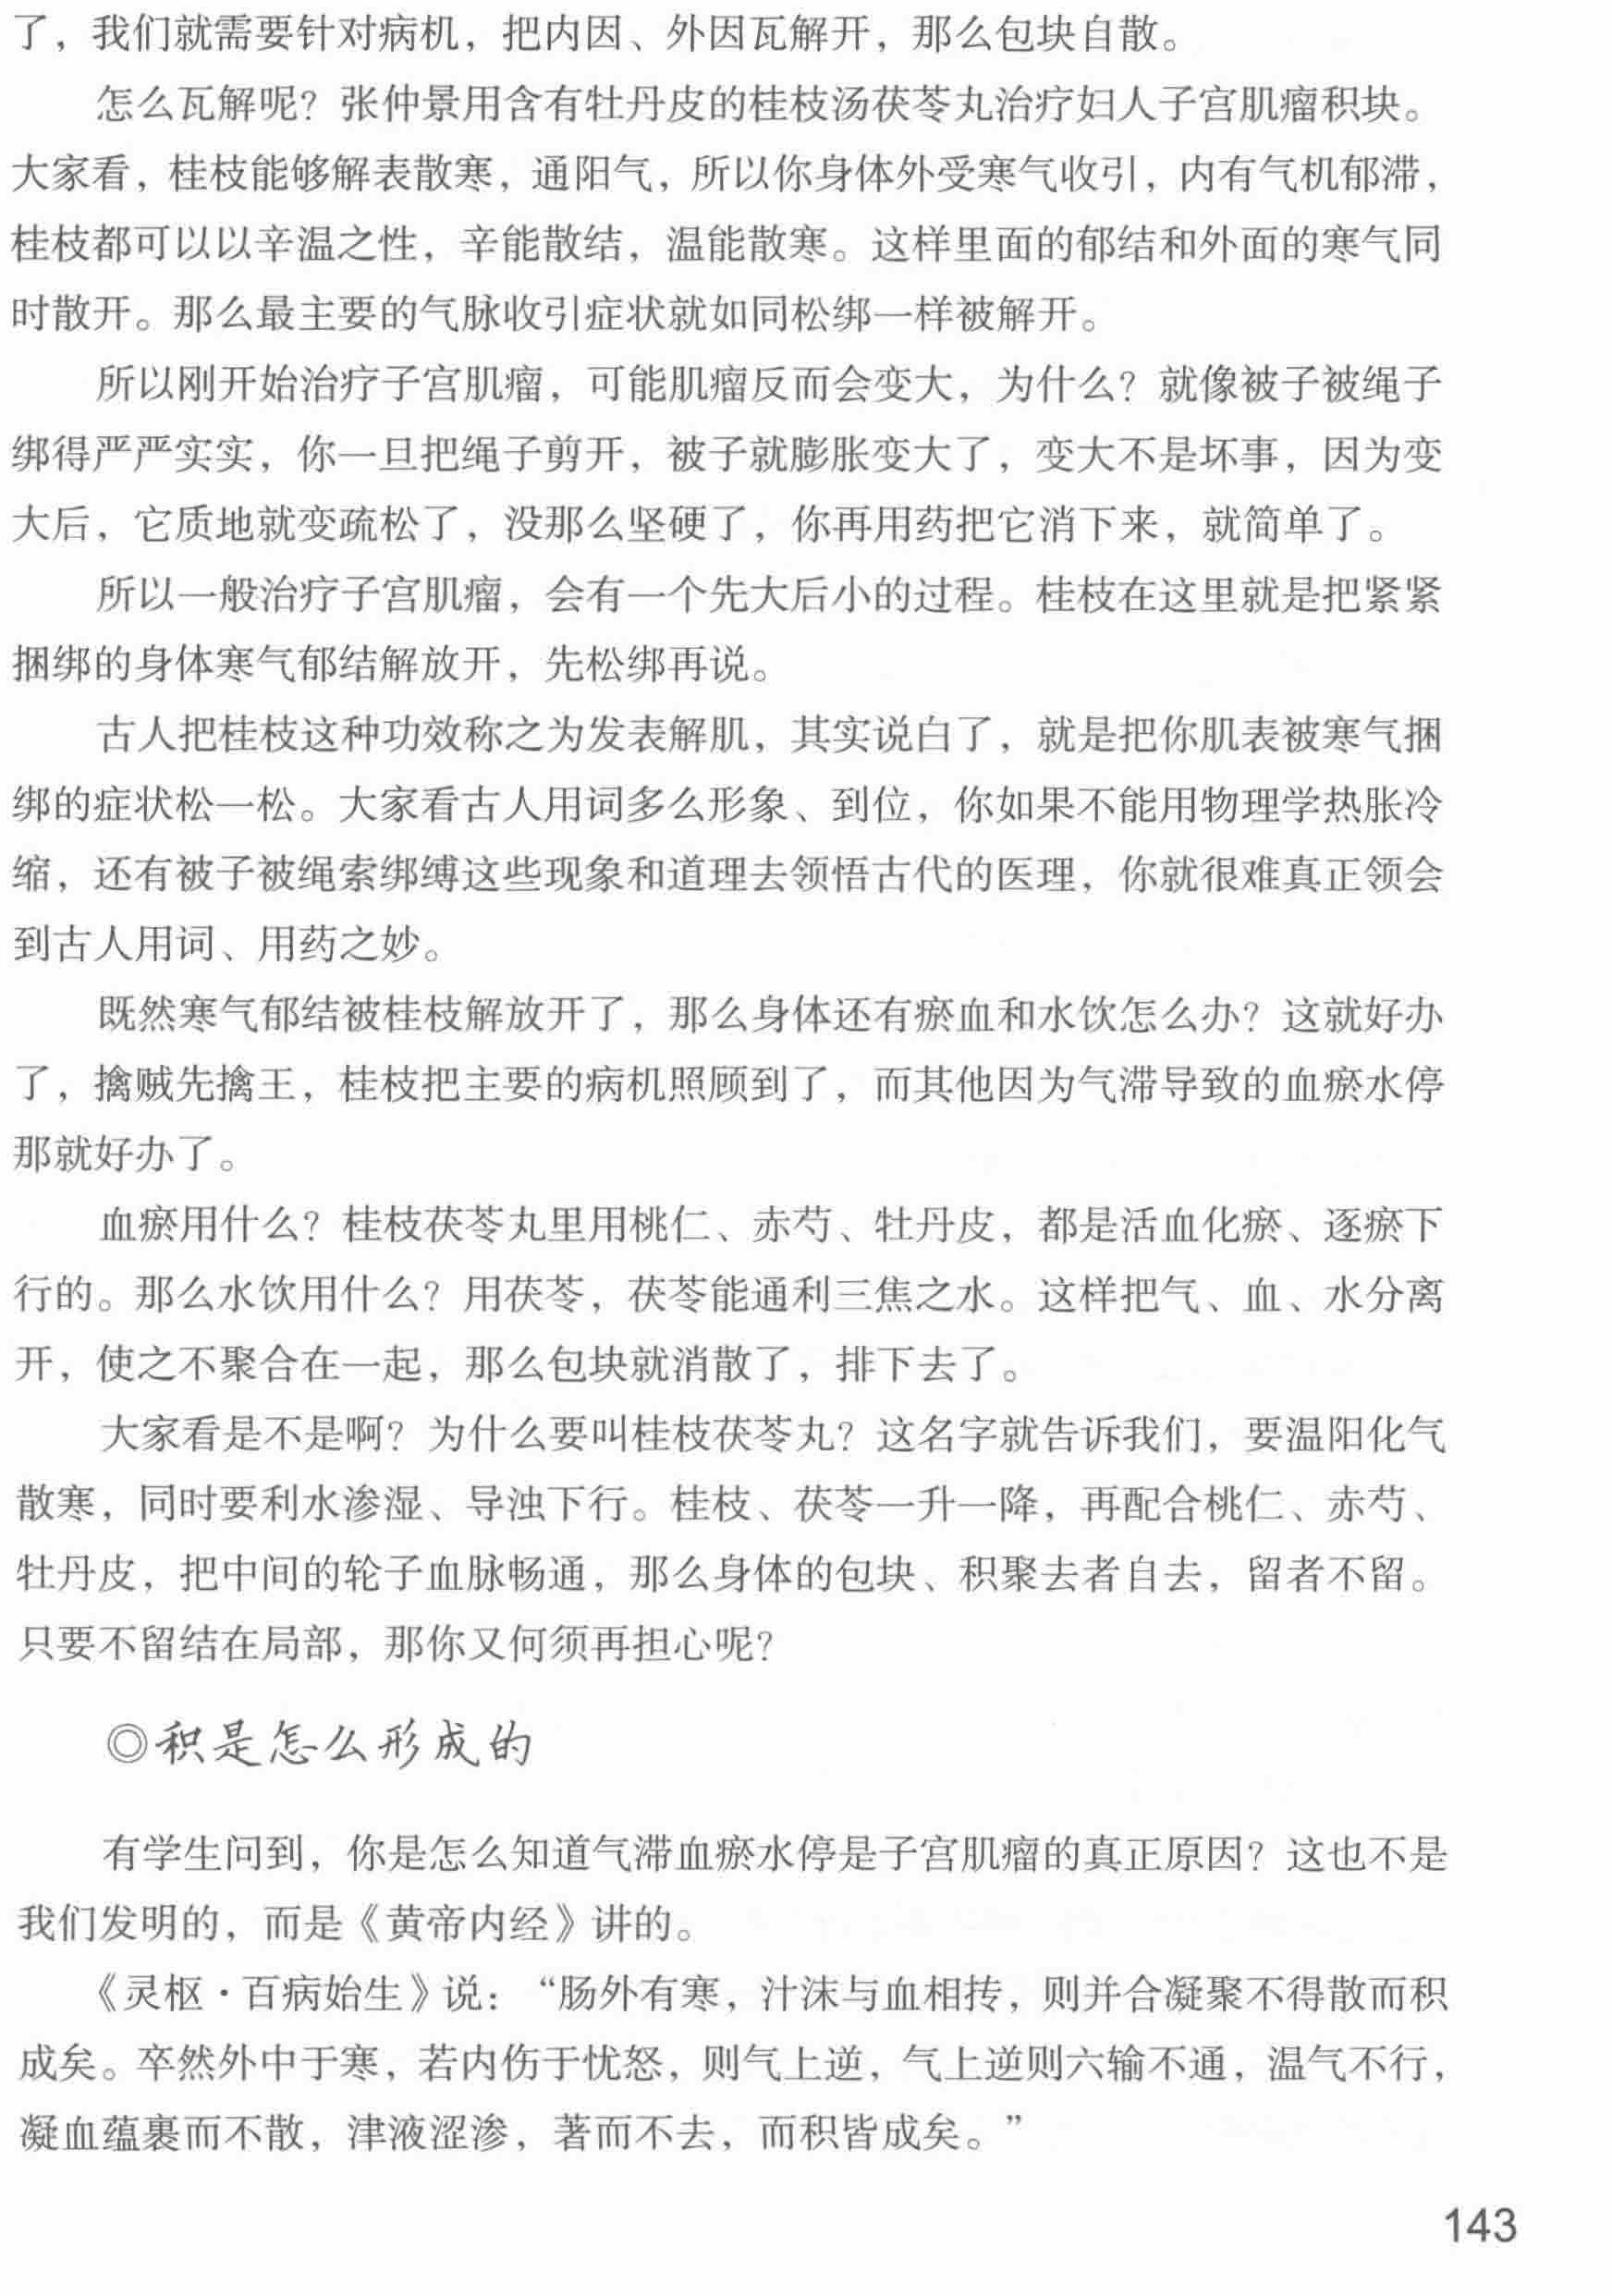 了，我们就需要针对病机，把内因、外因瓦解开，那么包块自散。
怎么瓦解呢？张仲景用含有牡丹皮的桂枝汤茯苓丸治疗妇人子宫肌瘤积块。
大家看，桂枝能够解表散寒，通阳气，所以你身体外受寒气收引，内有气机郁滞，
桂枝都可以以辛温之性，辛能散结，温能散寒。这样里面的郁结和外面的寒气同
时散开。那么最主要的气脉收引症状就如同松绑一样被解开。
所以刚开始治疗子宫肌瘤，可能肌瘤反而会变大，为什么？就像被子被绳子
绑得严严实实，你一旦把绳子剪开，被子就膨胀变大了，变大不是坏事，因为变
大后，它质地就变疏松了，没那么坚硬了，你再用药把它消下来，就简单了。
所以一般治疗子宫肌瘤，会有一个先大后小的过程。桂枝在这里就是把紧紧
捆绑的身体寒气郁结解放开，先松绑再说。
古人把桂枝这种功效称之为发表解肌，其实说白了，就是把你肌表被寒气捆
绑的症状松一松。大家看古人用词多么形象、到位，你如果不能用物理学热胀冷
缩，还有被子被绳索绑缚这些现象和道理去领悟古代的医理，你就很难真正领会
到古人用词、用药之妙。
既然寒气郁结被桂枝解放开了，那么身体还有瘀血和水饮怎么办？这就好办
了，擒贼先擒王，桂枝把主要的病机照顾到了，而其他因为气滞导致的血瘀水停
那就好办了。
血瘀用什么？桂枝茯苓丸里用桃仁、赤芍、牡丹皮，都是活血化瘀、逐瘀下
行的。那么水饮用什么？用茯苓，茯苓能通利三焦之水。这样把气、血、水分离
开，使之不聚合在一起，那么包块就消散了，排下去了。
大家看是不是啊？为什么要叫桂枝茯苓丸？这名字就告诉我们，要温阳化气
散寒，同时要利水渗湿、导浊下行。桂枝、茯苓一升一降，再配合桃仁、赤芍、
牡丹皮，把中间的轮子血脉畅通，那么身体的包块、积聚去者自去，留者不留。
只要不留结在局部，那你又何须再担心呢？
◎积是怎么形成的
有学生问到，你是怎么知道气滞血瘀水停是子宫肌瘤的真正原因？这也不是
我们发明的，而是《黄帝内经》讲的。
《灵枢·百病始生》说：“肠外有寒，汁沫与血相抟，则并合凝聚不得散而积
成矣。卒然外中于寒，若内伤于忧怒，则气上逆，气上逆则六输不通，温气不行，
凝血蕴裹而不散，津液涩渗，著而不去，而积皆成矣。”
143